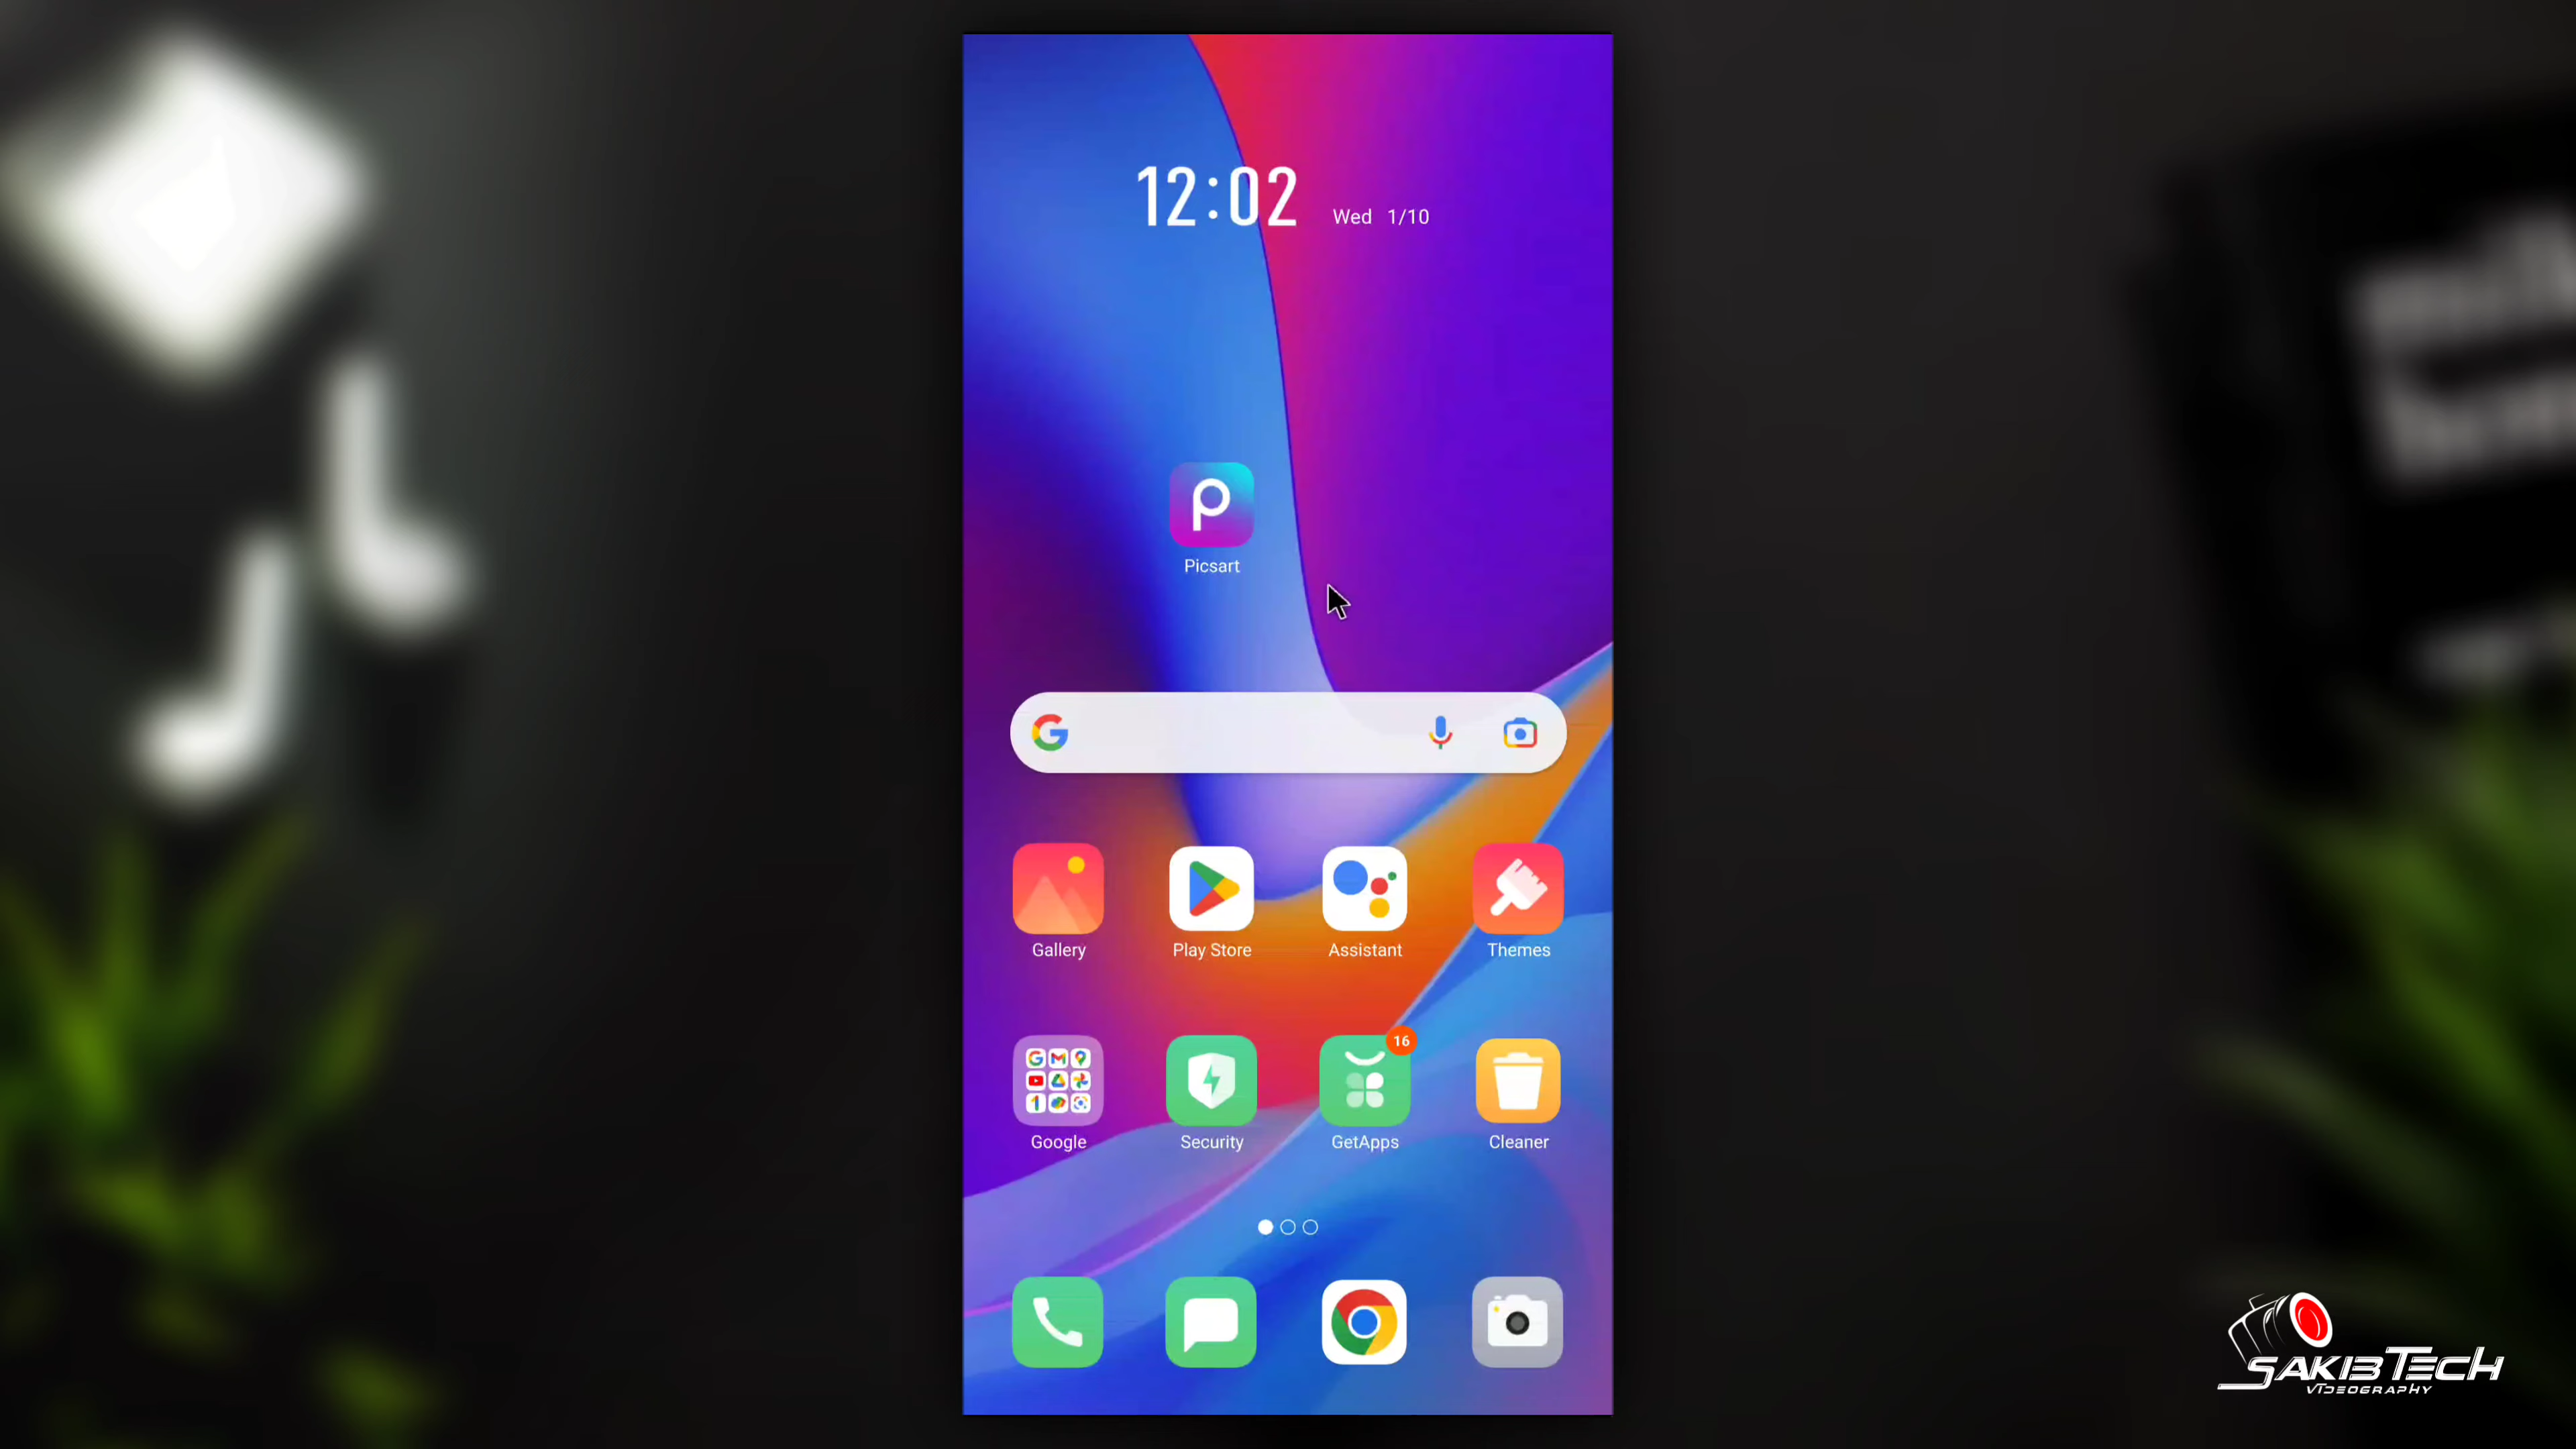 12:02
Wed 1/10
Picsart
Gallery
Play Store
Assistant
Themes
16
Google
Security
GetApps
Cleaner
SAKIB TECH
VIDEOGRAPHY